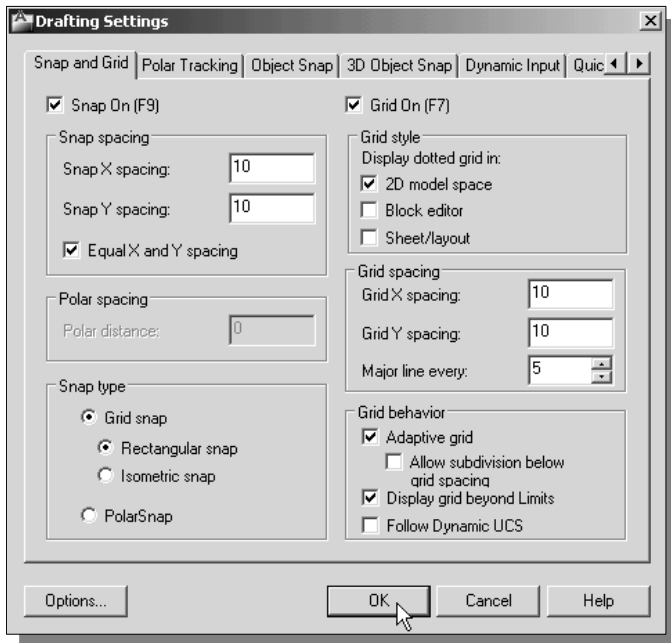 Drafting Settings
Snap and Grid
Polar Tracking
Object Snap
3D Object Snap
Dynamic Input
Quic
Snap On (F9)
Snap spacing
Snap X spacing: 10
Snap Y spacing: 10
Equal X and Y spacing
Polar spacing
Polar distance: 0
Snap type
Grid snap
Rectangular snap
Isometric snap
PolarSnap
Grid On (F7)
Grid style
Display dotted grid in:
2D model space
Block editor
Sheet/layout
Grid spacing
Grid X spacing: 10
Grid Y spacing: 10
Major line every: 5
Grid behavior
Adaptive grid
Allow subdivision below
grid spacing
Display grid beyond Limits
Follow Dynamic UCS
Options...
OK
Cancel
Help